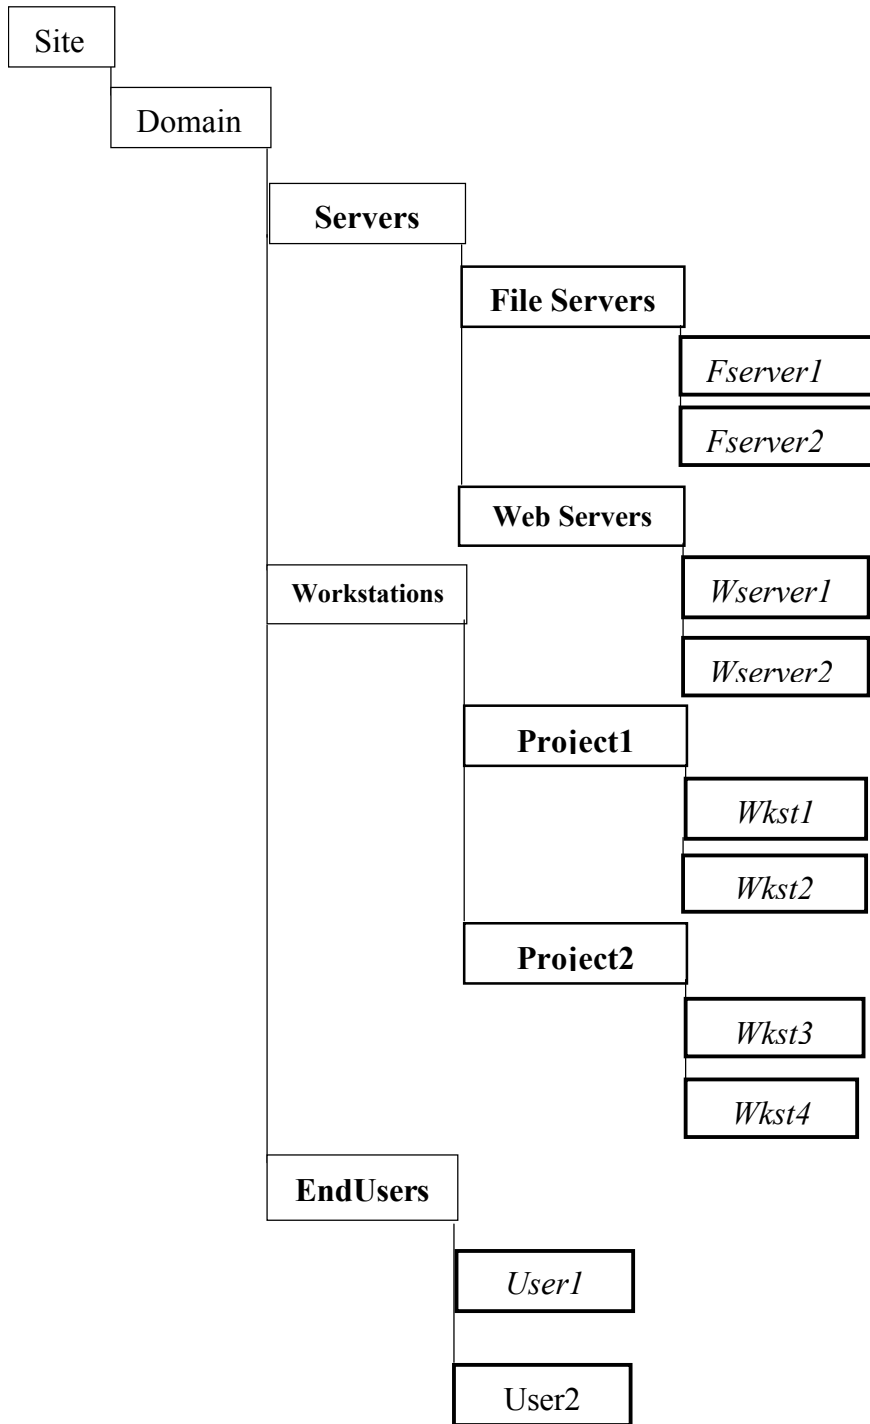 Site
Domain
Servers
File Servers
Fserver1
Fserver2
Web Servers
Workstations
Wserver1
Wserver2
Project1
Wkst1
Wkst2
Project2
Wkst3
Wkst4
EndUsers
User1
User2